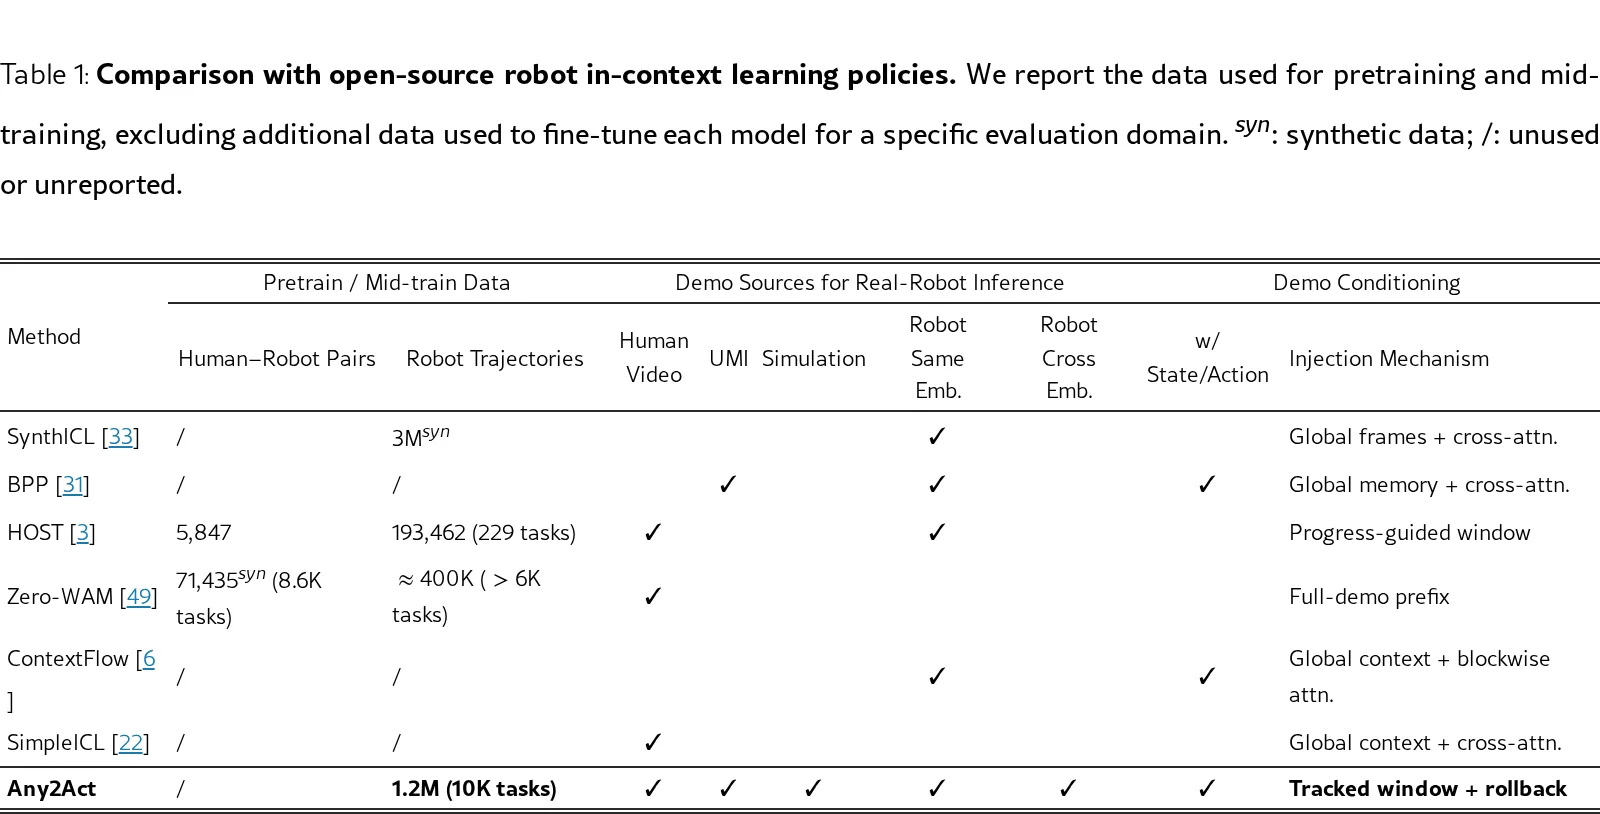 Table 1: Comparison with open-source robot in-context learning policies. We report the data used for pretraining and mid-
training, excluding additional data used to fine-tune each model for a specific evaluation domain. syn: synthetic data; /: unused
or unreported.
Pretrain / Mid-train Data Demo Sources for Real-Robot Inference Demo Conditioning
Method Human–Robot Pairs Robot Trajectories Human Video UMI Simulation Robot Same Emb. Robot Cross Emb. w/ State/Action Injection Mechanism
SynthICL [33] / 3Msyn ✓ Global frames + cross-attn.
BPP [31] / / ✓ ✓ ✓ Global memory + cross-attn.
HOST [3] 5,847 193,462 (229 tasks) ✓ ✓ Progress-guided window
Zero-WAM [49] 71,435syn (8.6K tasks) ≈ 400K ( > 6K tasks) ✓ Full-demo prefix
ContextFlow [6] / / ✓ ✓ Global context + blockwise attn.
SimpleICL [22] / / ✓ Global context + cross-attn.
Any2Act / 1.2M (10K tasks) ✓ ✓ ✓ ✓ ✓ ✓ Tracked window + rollback